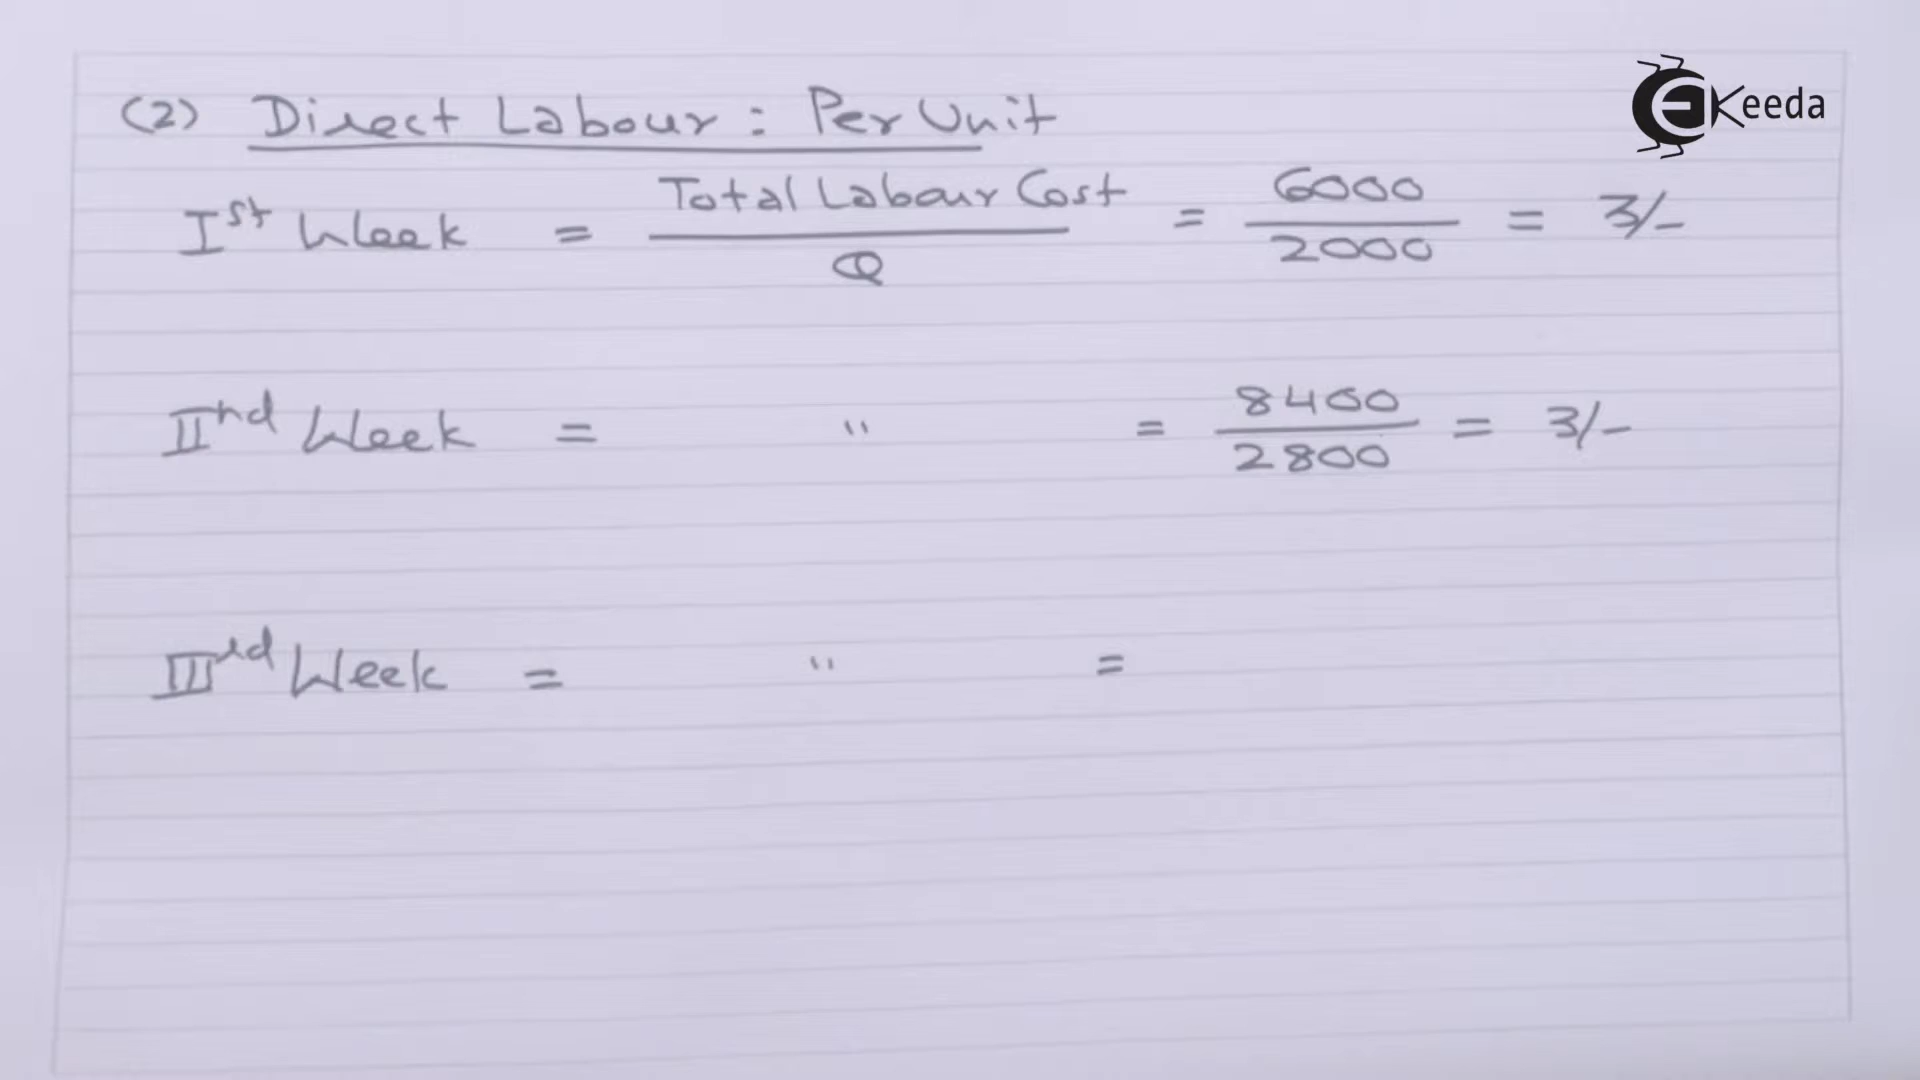 (2) Direct Labour : Per Unit
EKeeda
Ist Week = Total Labour Cost / Q = 6000 / 2000 = 3/-
IInd Week = " = 8400 / 2800 = 3/-
IIIrd Week = " =